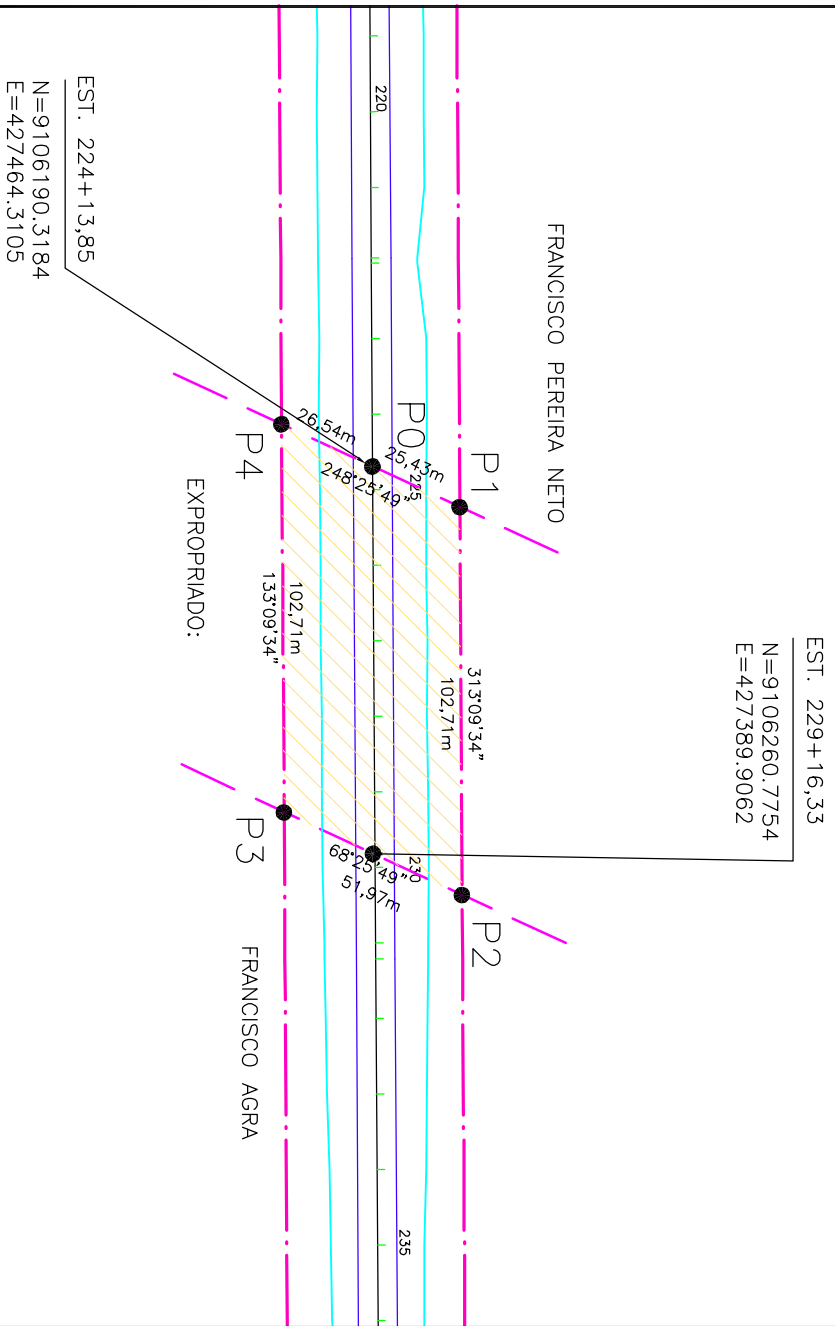 EST. 229+16,33
N=9106260.7754
E=427389.9062
FRANCISCO PEREIRA NETO
P1
P2
313°09'34"
102,71m
220
225
230
235
P0
25,43m
26,54m
248°25'49"
68°25'49"
51,97m
102,71m
133°09'34"
P4
P3
EXPROPRIADO:
FRANCISCO AGRA
EST. 224+13,85
N=9106190.3184
E=427464.3105